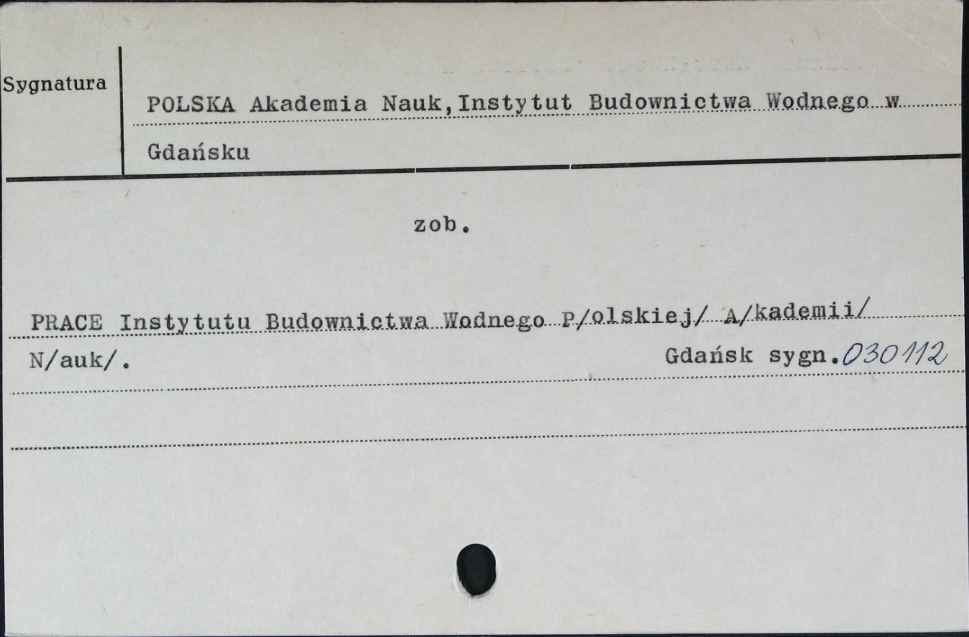 Sygnatura
POLSKA Akademia Nauk,Instytut Budownictwa Wodnego w
Gdańsku
zob.
PRACE Instytutu Budownictwa Wodnego P/olskiej/ A/kademii/
N/auk/. Gdańsk sygn.030112